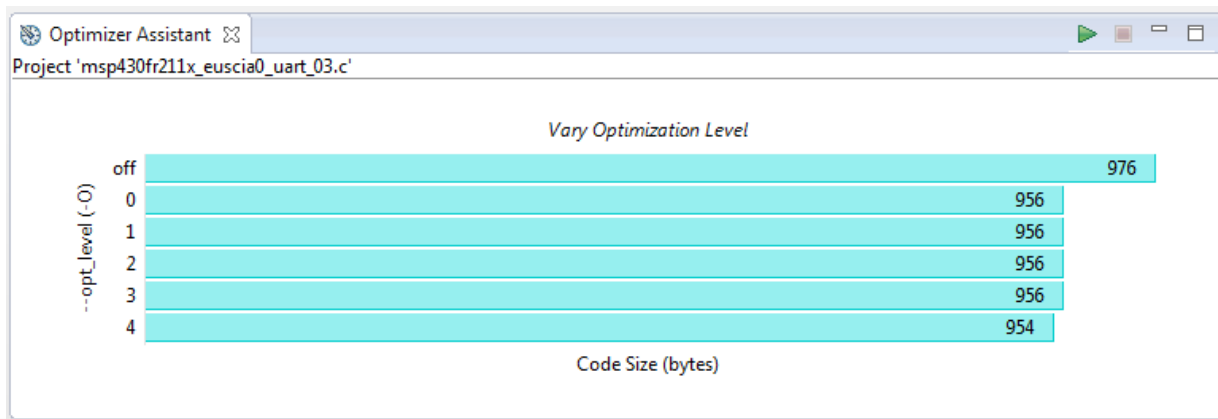 Optimizer Assistant
Project 'msp430fr211x_euscia0_uart_03.c'
Vary Optimization Level
--opt_level (-O)
off 976
0 956
1 956
2 956
3 956
4 954
Code Size (bytes)